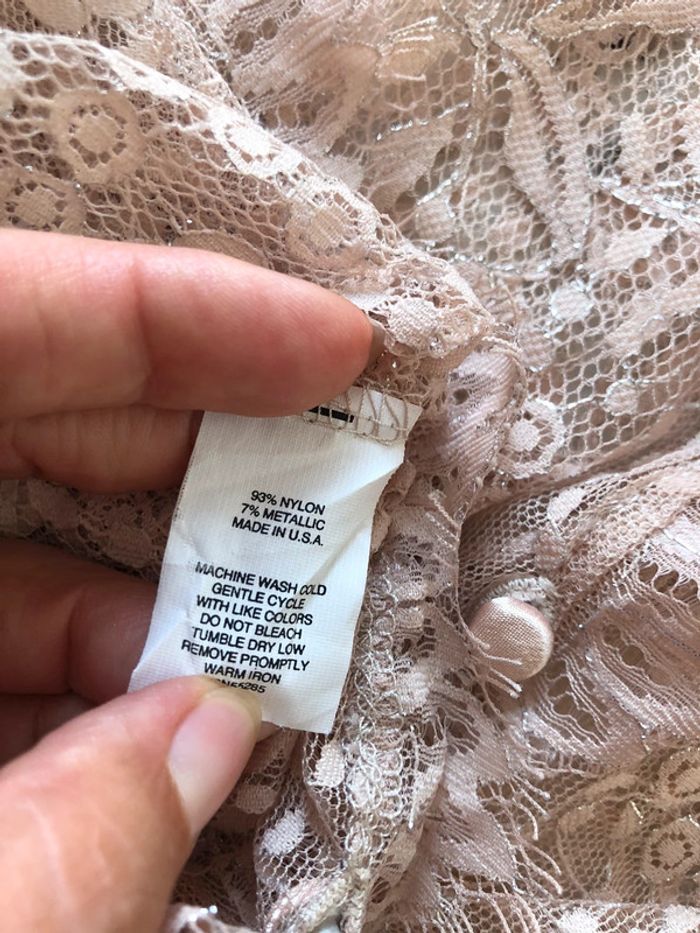 93% NYLON
7% METALLIC
MADE IN U.S.A.
MACHINE WASH COLD
GENTLE CYCLE
WITH LIKE COLORS
DO NOT BLEACH
TUMBLE DRY LOW
REMOVE PROMPTLY
WARM IRON